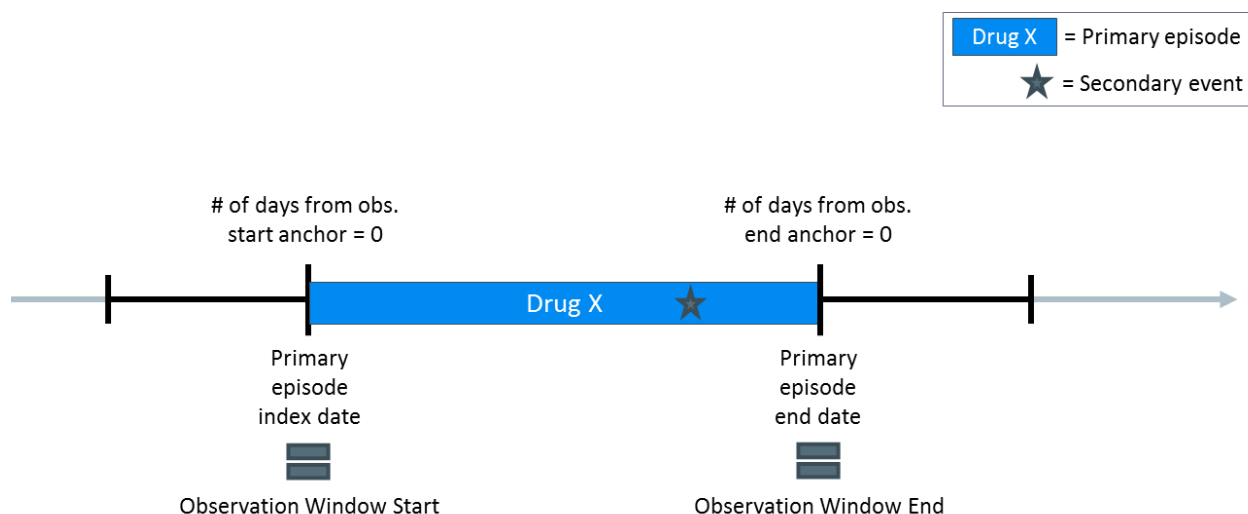 Drug X = Primary episode
= Secondary event
# of days from obs.
start anchor = 0
# of days from obs.
end anchor = 0
Drug X
Primary
episode
index date
Primary
episode
end date
Observation Window Start
Observation Window End